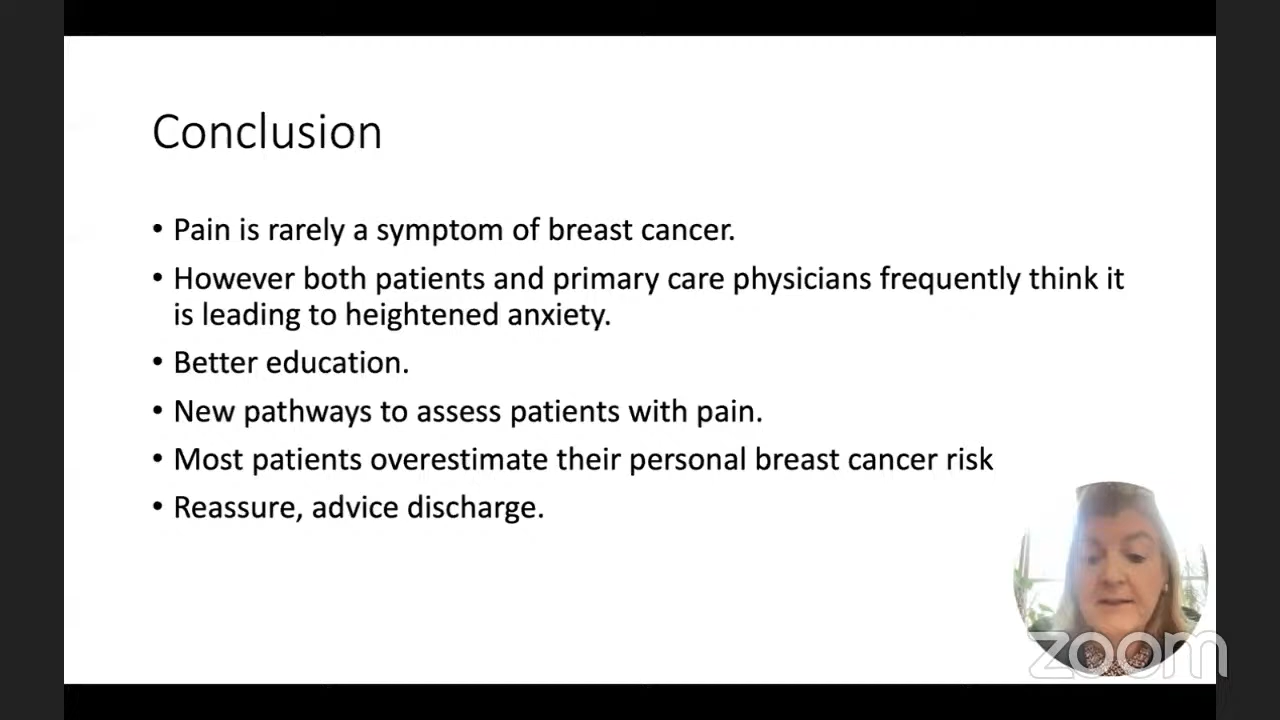 Conclusion
• Pain is rarely a symptom of breast cancer.
• However both patients and primary care physicians frequently think it
is leading to heightened anxiety.
• Better education.
• New pathways to assess patients with pain.
• Most patients overestimate their personal breast cancer risk
• Reassure, advice discharge.
zoom